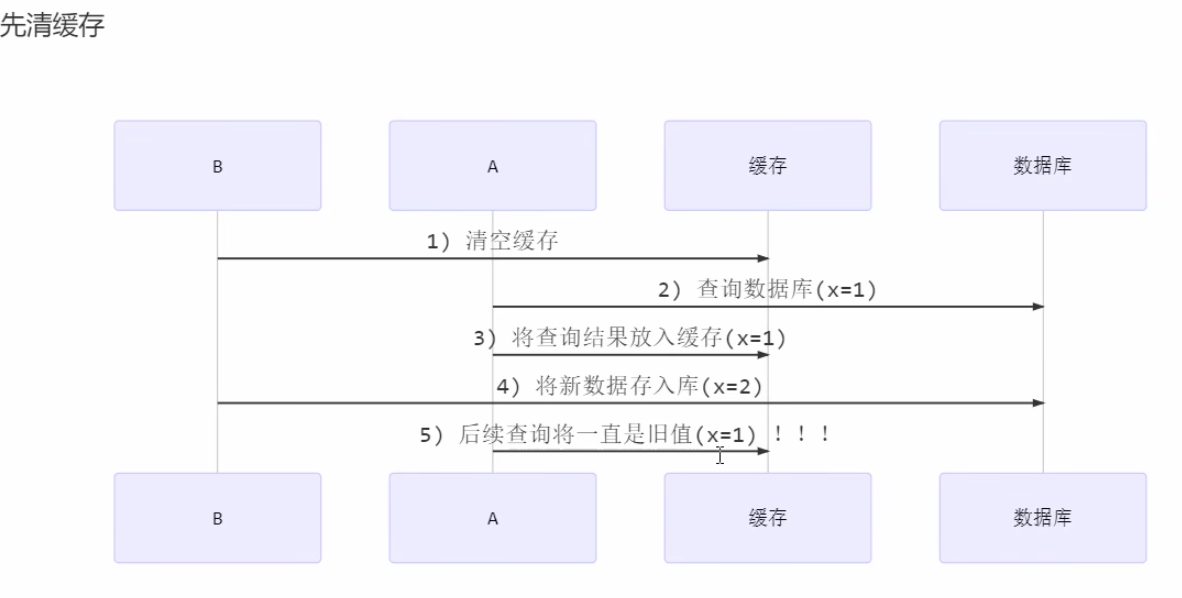 先清缓存
B
A
缓存
数据库
1) 清空缓存
2) 查询数据库(x=1)
3) 将查询结果放入缓存(x=1)
4) 将新数据存入库(x=2)
5) 后续查询将一直是旧值(x=1) ！！！
B
A
缓存
数据库